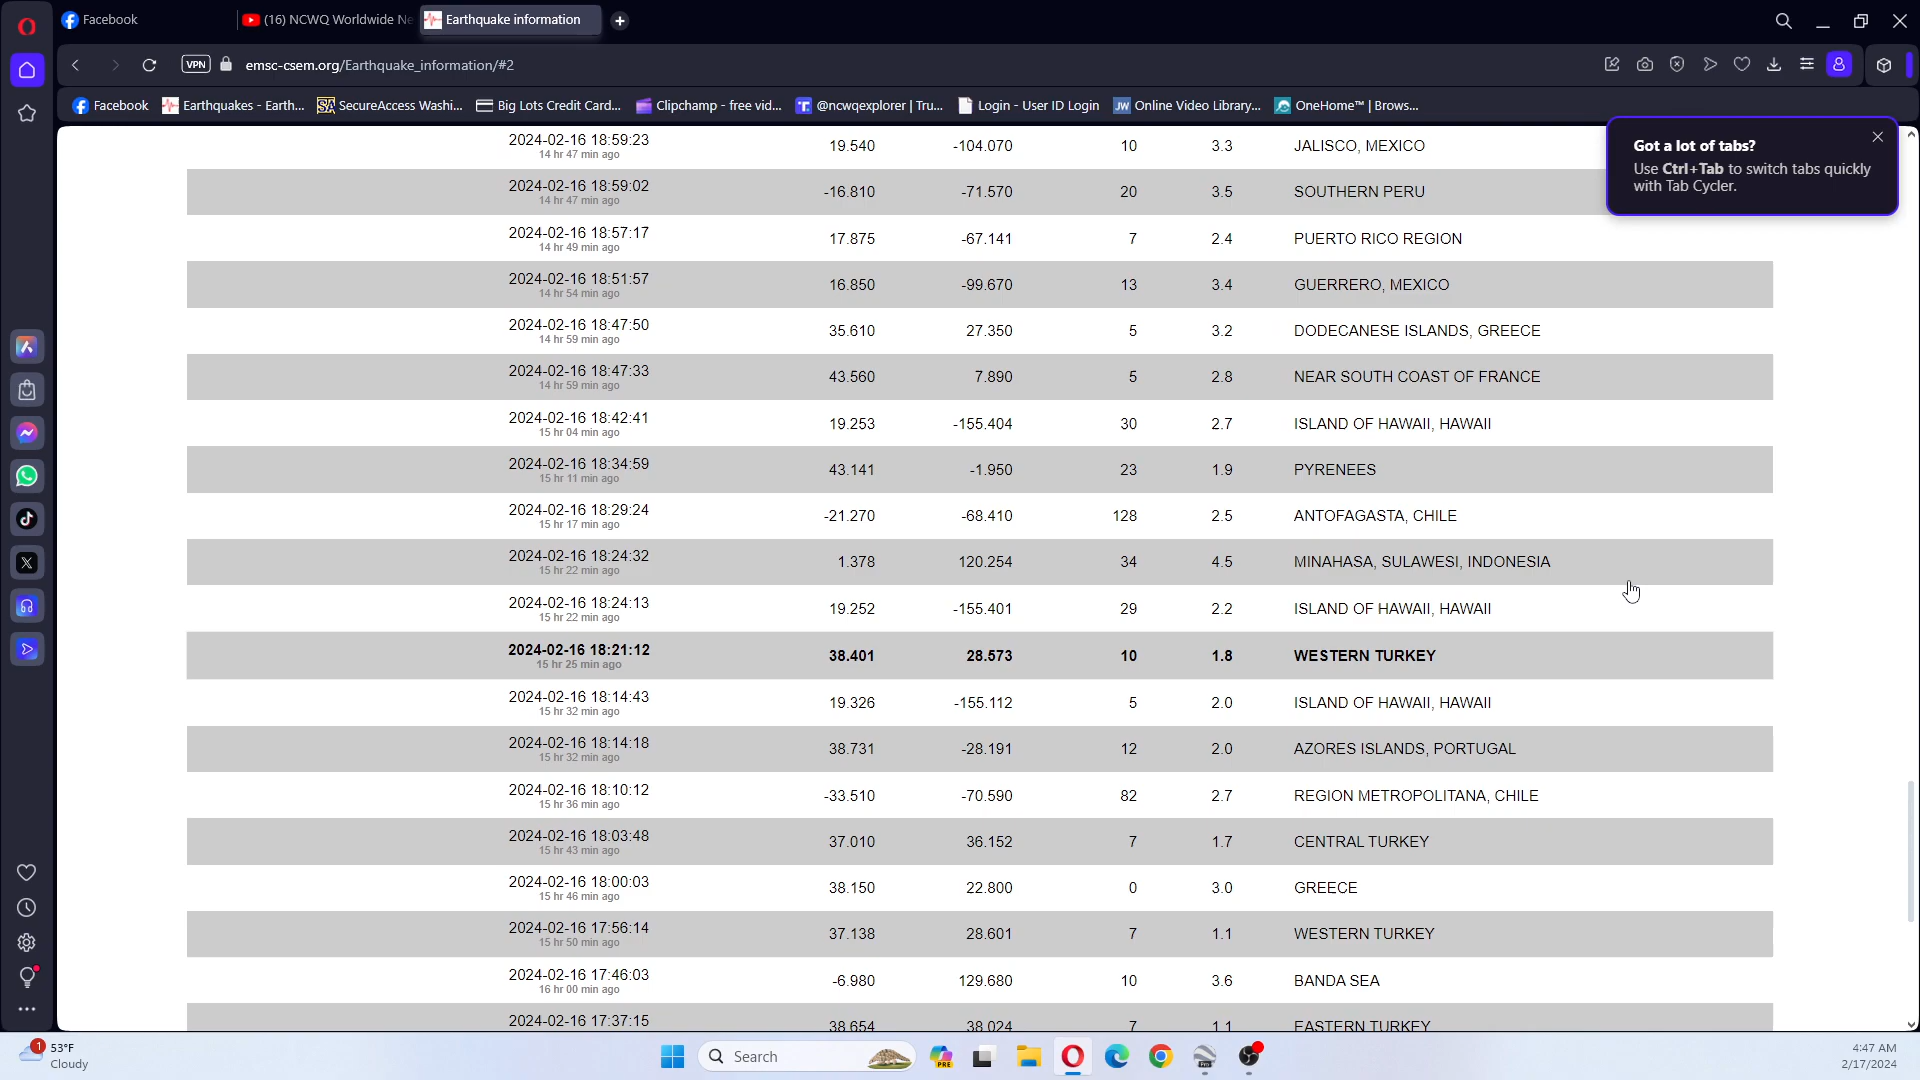 Facebook
(16) NCWQ Worldwide Ne
Earthquake information
VPN
emsc-csem.org/Earthquake_information/#2
Facebook
Earthquakes - Earth...
SecureAccess Washi...
Big Lots Credit Card...
Clipchamp - free vid...
@ncwqexplorer | Tru...
Login - User ID Login
Online Video Library...
OneHome™ | Brows...
Got a lot of tabs?
Use Ctrl+Tab to switch tabs quickly
with Tab Cycler.
2024-02-16 18:59:23 19.540 -104.070 10 3.3 JALISCO, MEXICO
14 hr 47 min ago
2024-02-16 18:59:02 -16.810 -71.570 20 3.5 SOUTHERN PERU
14 hr 47 min ago
2024-02-16 18:57:17 17.875 -67.141 7 2.4 PUERTO RICO REGION
14 hr 49 min ago
2024-02-16 18:51:57 16.850 -99.670 13 3.4 GUERRERO, MEXICO
14 hr 54 min ago
2024-02-16 18:47:50 35.610 27.350 5 3.2 DODECANESE ISLANDS, GREECE
14 hr 59 min ago
2024-02-16 18:47:33 43.560 7.890 5 2.8 NEAR SOUTH COAST OF FRANCE
14 hr 59 min ago
2024-02-16 18:42:41 19.253 -155.404 30 2.7 ISLAND OF HAWAII, HAWAII
15 hr 04 min ago
2024-02-16 18:34:59 43.141 -1.950 23 1.9 PYRENEES
15 hr 11 min ago
2024-02-16 18:29:24 -21.270 -68.410 128 2.5 ANTOFAGASTA, CHILE
15 hr 17 min ago
2024-02-16 18:24:32 1.378 120.254 34 4.5 MINAHASA, SULAWESI, INDONESIA
15 hr 22 min ago
2024-02-16 18:24:13 19.252 -155.401 29 2.2 ISLAND OF HAWAII, HAWAII
15 hr 22 min ago
2024-02-16 18:21:12 38.401 28.573 10 1.8 WESTERN TURKEY
15 hr 25 min ago
2024-02-16 18:14:43 19.326 -155.112 5 2.0 ISLAND OF HAWAII, HAWAII
15 hr 32 min ago
2024-02-16 18:14:18 38.731 -28.191 12 2.0 AZORES ISLANDS, PORTUGAL
15 hr 32 min ago
2024-02-16 18:10:12 -33.510 -70.590 82 2.7 REGION METROPOLITANA, CHILE
15 hr 36 min ago
2024-02-16 18:03:48 37.010 36.152 7 1.7 CENTRAL TURKEY
15 hr 43 min ago
2024-02-16 18:00:03 38.150 22.800 0 3.0 GREECE
15 hr 46 min ago
2024-02-16 17:56:14 37.138 28.601 7 1.1 WESTERN TURKEY
15 hr 50 min ago
2024-02-16 17:46:03 -6.980 129.680 10 3.6 BANDA SEA
16 hr 00 min ago
2024-02-16 17:37:15 38.654 38.024 7 1.1 EASTERN TURKEY
1
53°F
Cloudy
Search
PRE
4:47 AM
2/17/2024